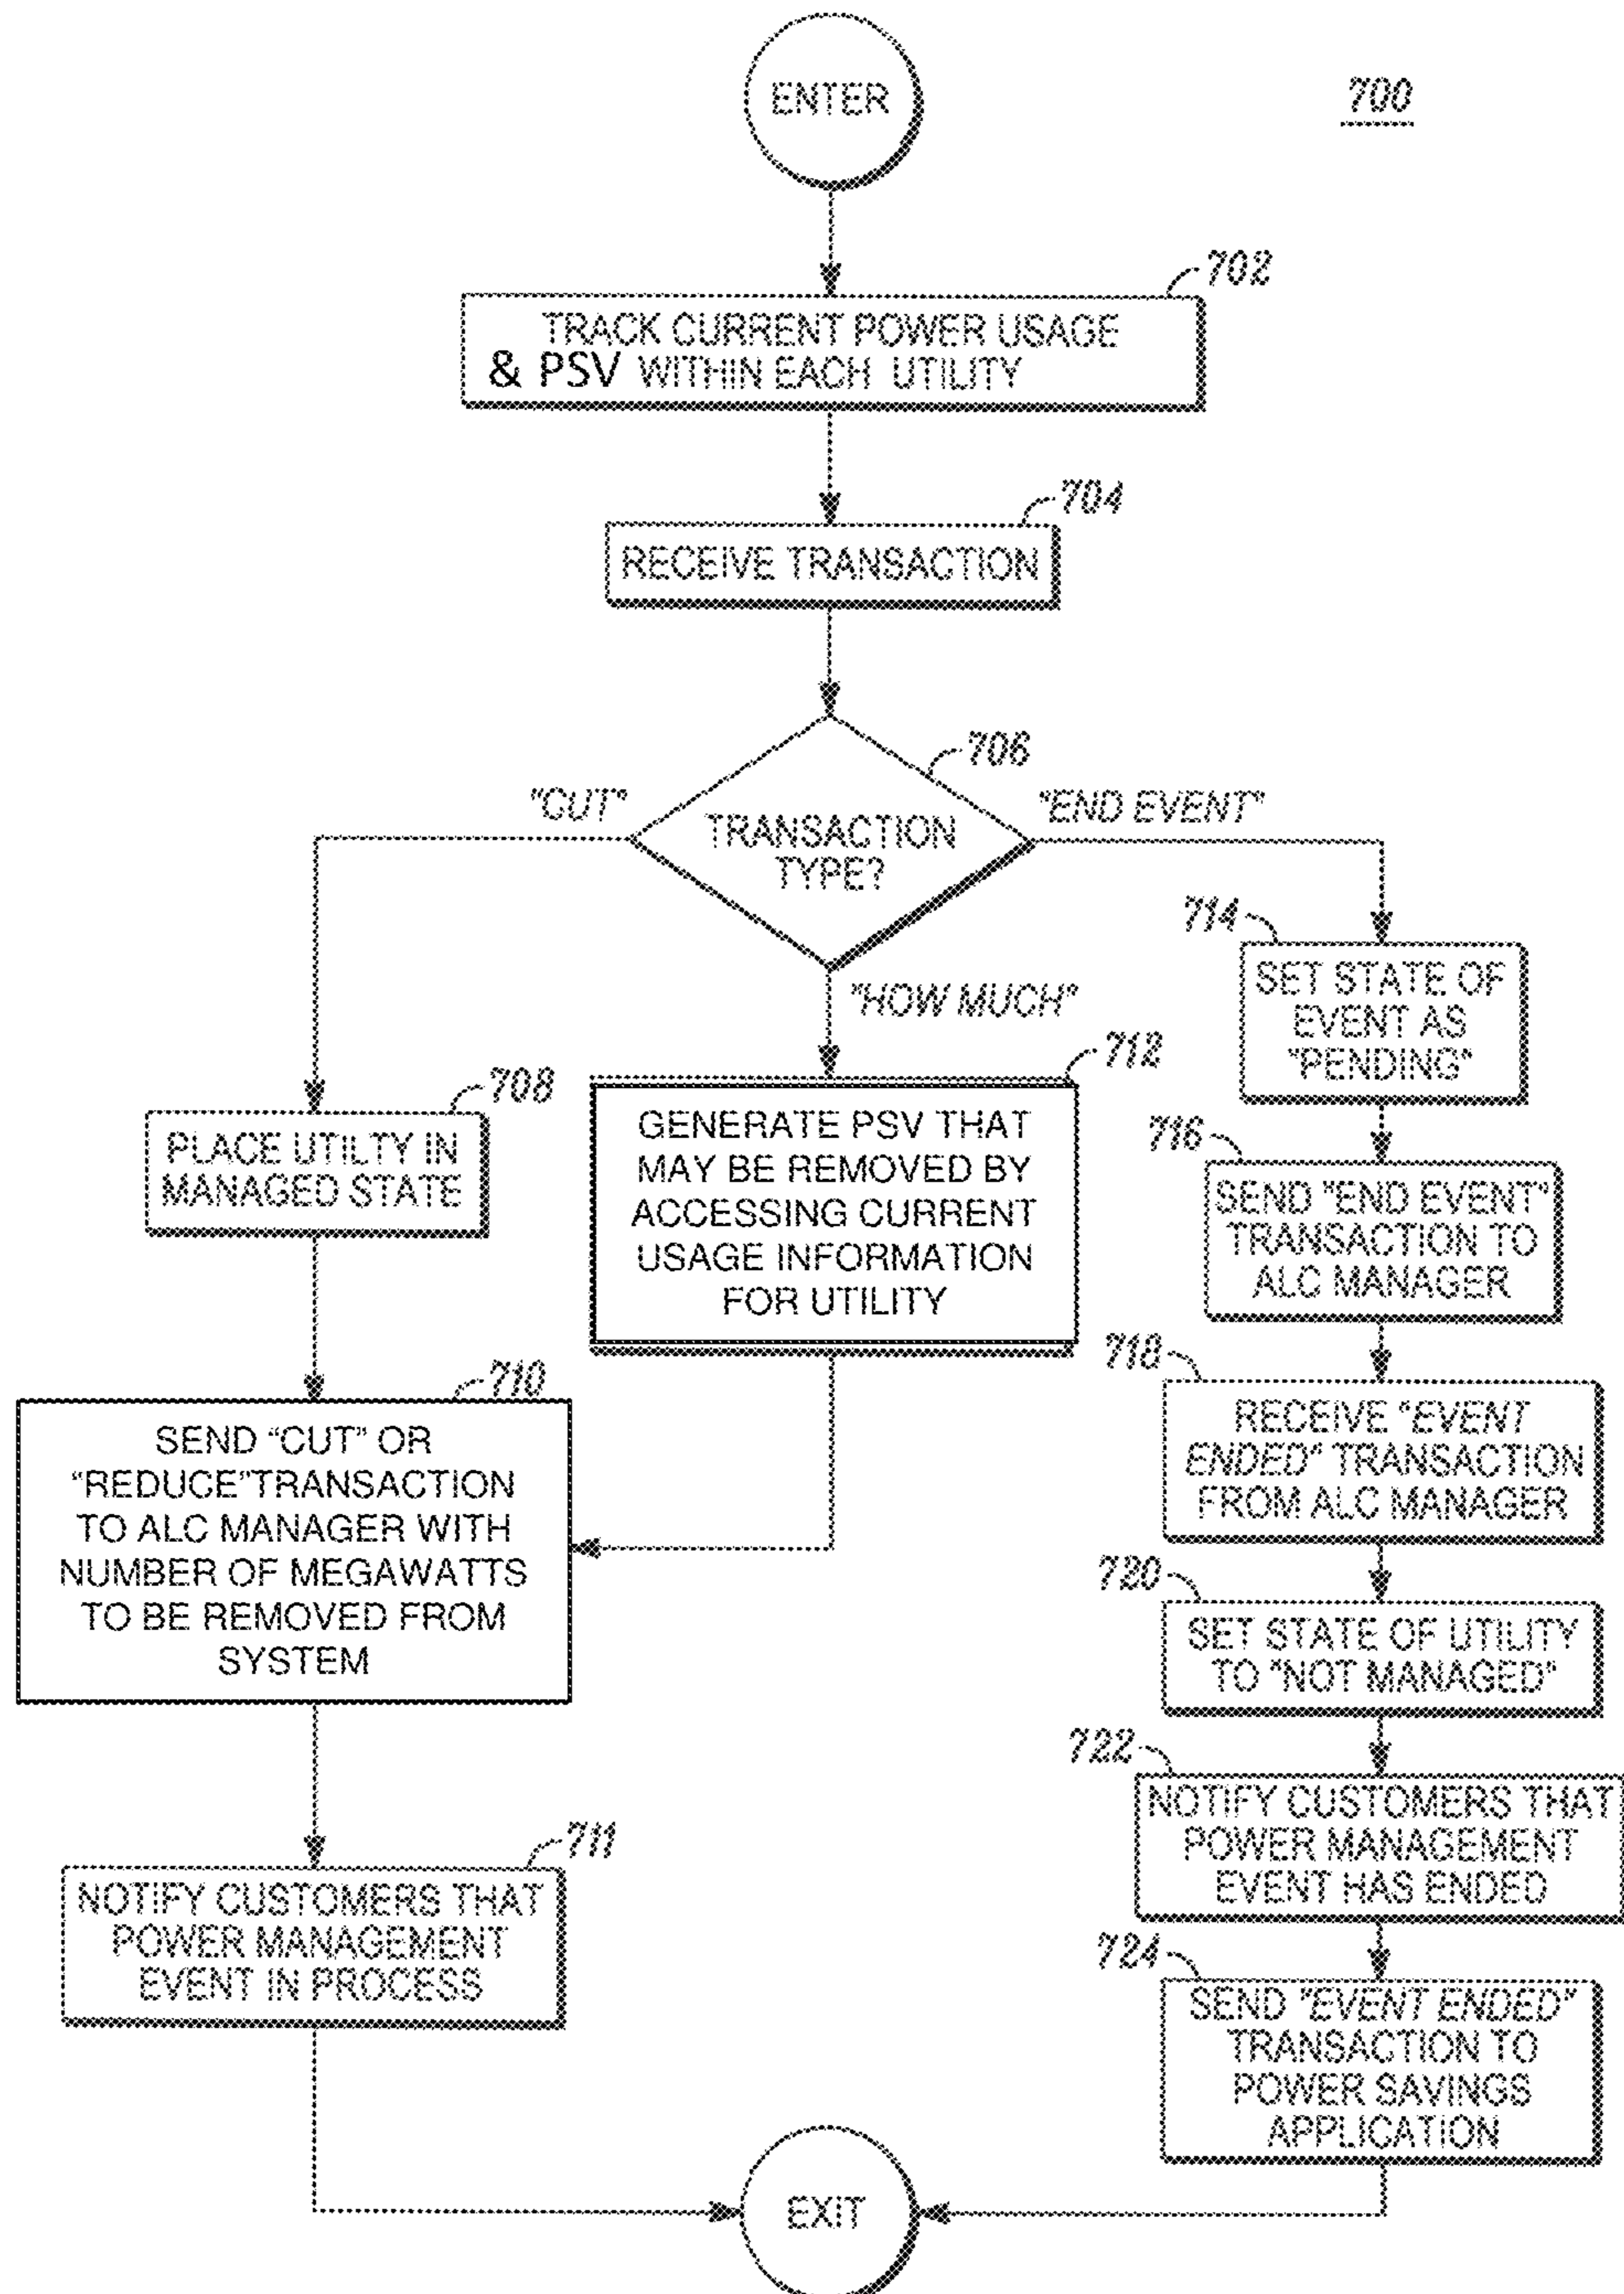 ENTER
700
702
TRACK CURRENT POWER USAGE
& PSV WITHIN EACH UTILITY
704
RECEIVE TRANSACTION
706
TRANSACTION
TYPE?
"CUT"
"HOW MUCH"
"END EVENT"
708
PLACE UTILTY IN
MANAGED STATE
710
SEND "CUT" OR
"REDUCE"TRANSACTION
TO ALC MANAGER WITH
NUMBER OF MEGAWATTS
TO BE REMOVED FROM
SYSTEM
711
NOTIFY CUSTOMERS THAT
POWER MANAGEMENT
EVENT IN PROCESS
712
GENERATE PSV THAT
MAY BE REMOVED BY
ACCESSING CURRENT
USAGE INFORMATION
FOR UTILITY
714
SET STATE OF
EVENT AS
"PENDING"
716
SEND "END EVENT"
TRANSACTION TO
ALC MANAGER
718
RECEIVE "EVENT
ENDED" TRANSACTION
FROM ALC MANAGER
720
SET STATE OF UTILITY
TO "NOT MANAGED"
722
NOTIFY CUSTOMERS THAT
POWER MANAGEMENT
EVENT HAS ENDED
724
SEND "EVENT ENDED"
TRANSACTION TO
POWER SAVINGS
APPLICATION
EXIT